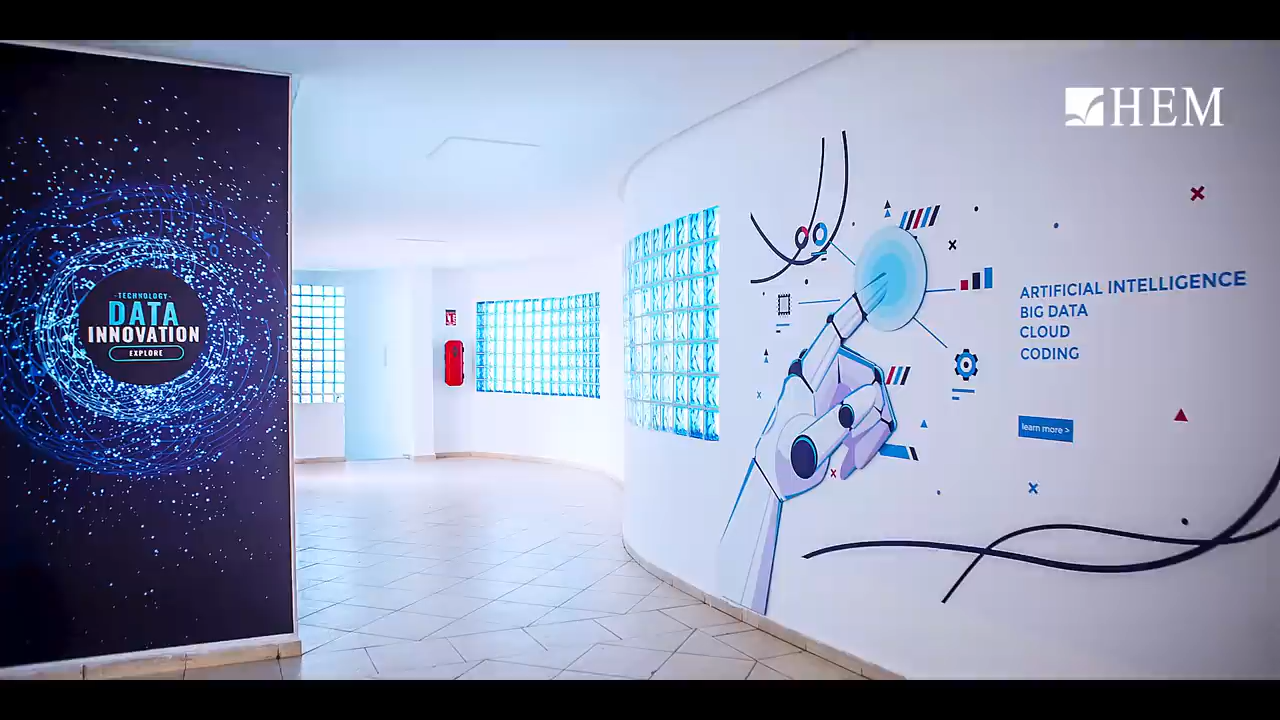 HEM
-TECHNOLOGY-
DATA
INNOVATION
EXPLORE
ARTIFICIAL INTELLIGENCE
BIG DATA
CLOUD
CODING
learn more >